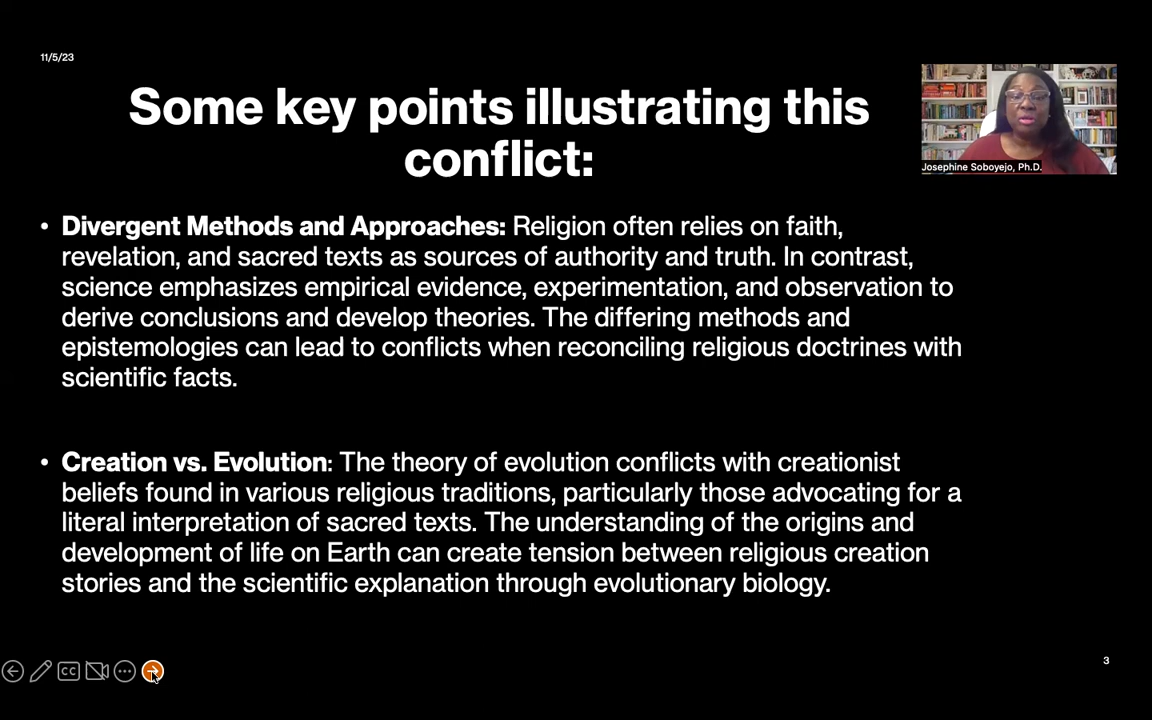 11/5/23
Some key points illustrating this
conflict:
Josephine Soboyejo, Ph.D.
• Divergent Methods and Approaches: Religion often relies on faith,
revelation, and sacred texts as sources of authority and truth. In contrast,
science emphasizes empirical evidence, experimentation, and observation to
derive conclusions and develop theories. The differing methods and
epistemologies can lead to conflicts when reconciling religious doctrines with
scientific facts.
• Creation vs. Evolution: The theory of evolution conflicts with creationist
beliefs found in various religious traditions, particularly those advocating for a
literal interpretation of sacred texts. The understanding of the origins and
development of life on Earth can create tension between religious creation
stories and the scientific explanation through evolutionary biology.
CC
3